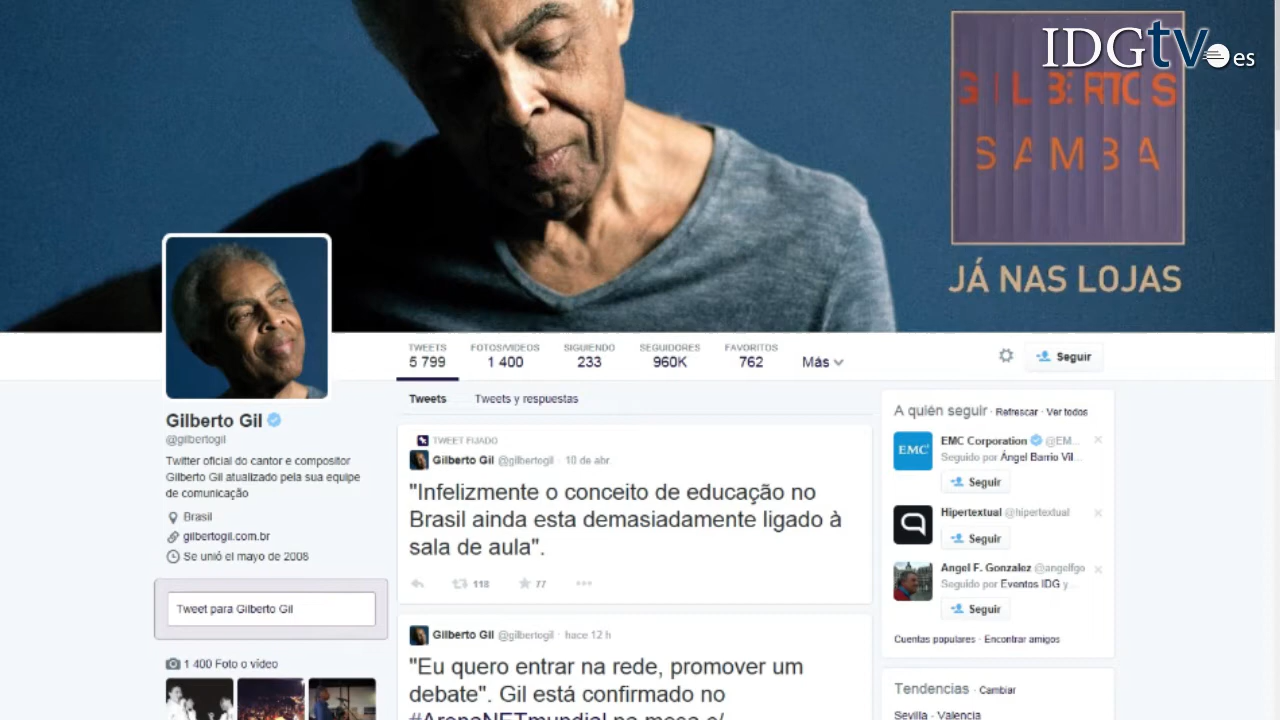 IDGtv.es
GILBERTOS
SAMBA
JÁ NAS LOJAS
TWEETS
5 799
FOTOS/VÍDEOS
1 400
SIGUIENDO
233
SEGUIDORES
960K
FAVORITOS
762
Más
Seguir
Gilberto Gil
@gilbertogil
Twitter oficial do cantor e compositor
Gilberto Gil atualizado pela sua equipe
de comunicação
Brasil
gilbertogil.com.br
Se unió el mayo de 2008
Tweet para Gilberto Gil
1 400 Foto o vídeo
Tweets Tweets y respuestas
TWEET FIJADO
Gilberto Gil @gilbertogil · 10 de abr.
"Infelizmente o conceito de educação no
Brasil ainda esta demasiadamente ligado à
sala de aula".
118 77
Gilberto Gil @gilbertogil · hace 12 h
"Eu quero entrar na rede, promover um
debate". Gil está confirmado no
#ArenaNETmundial na mesa c/
A quién seguir · Refrescar · Ver todos
EMC²
EMC Corporation @EM...
Seguido por Ángel Barrio Vil...
Seguir
Hipertextual @hipertextual
Seguir
Angel F. Gonzalez @angelfgo
Seguido por Eventos IDG y...
Seguir
Cuentas populares · Encontrar amigos
Tendencias · Cambiar
Sevilla - Valencia